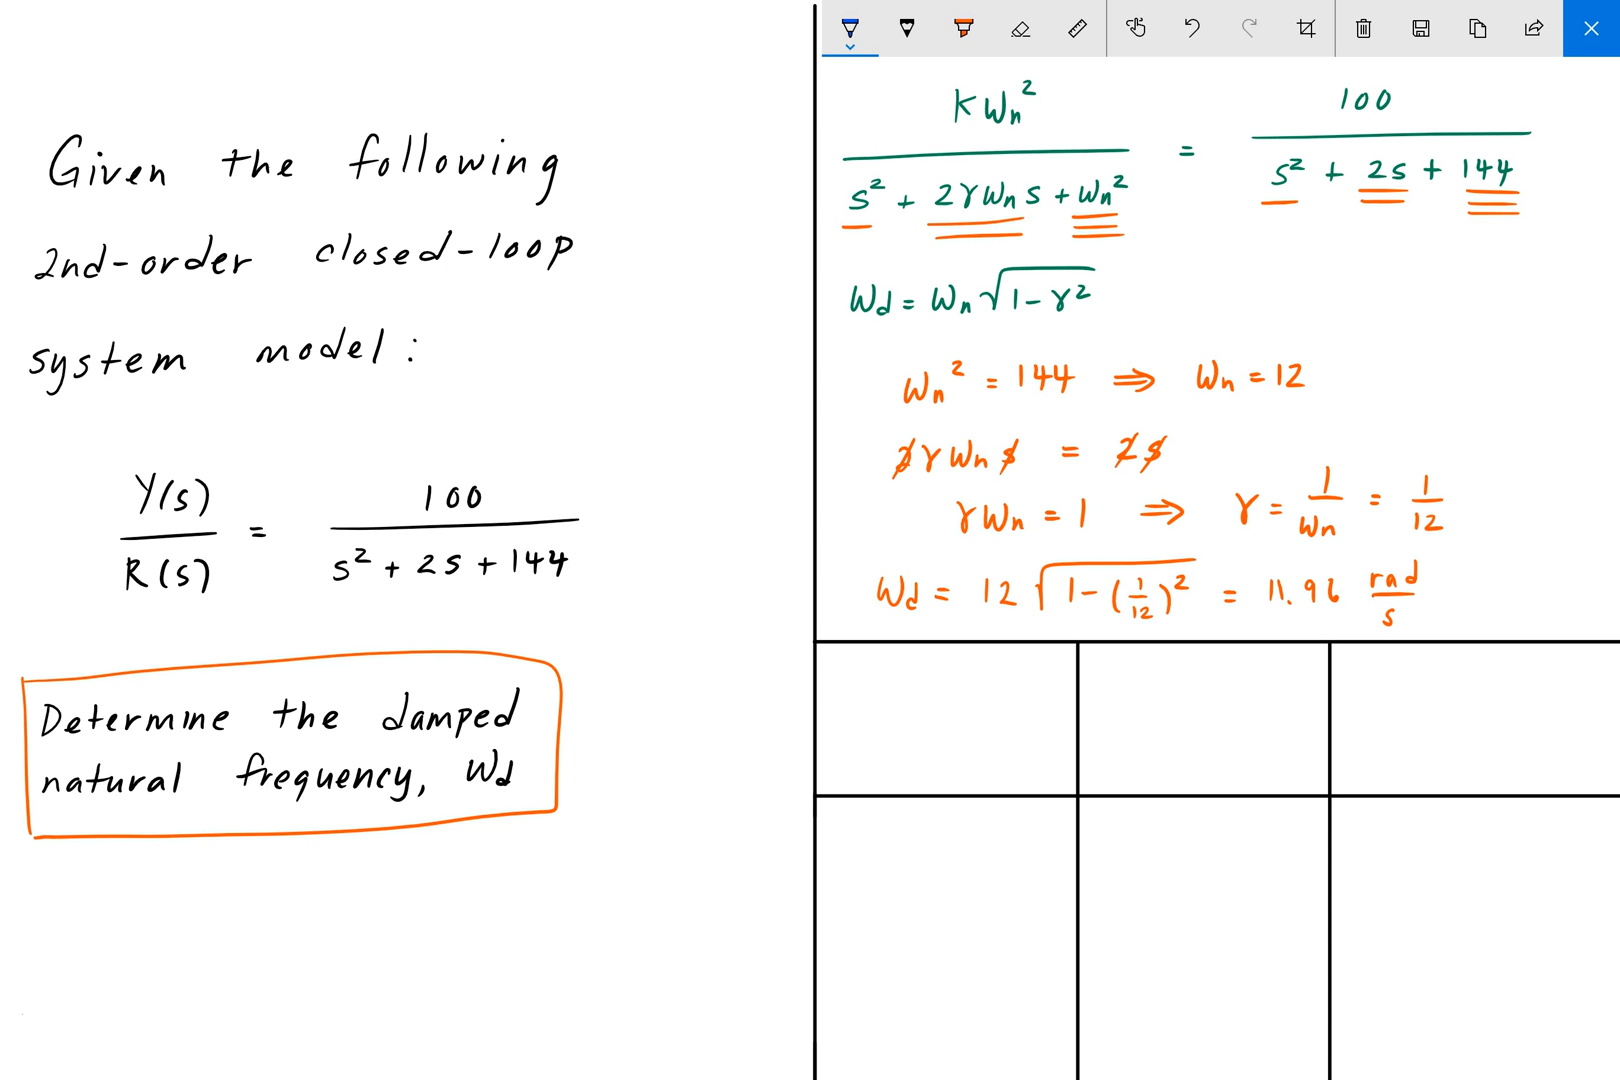 Given the following
2nd-order closed-loop
system model:
Y(s)/R(s) = 100/(s² + 2s + 144)
Determine the damped
natural frequency, Wd
KWn²/(s² + 2γWns + Wn²) = 100/(s² + 2s + 144)
Wd = Wn√(1-γ²)
Wn² = 144 ⇒ Wn = 12
2γWns = 2s
γWn = 1 ⇒ γ = 1/Wn = 1/12
Wd = 12√(1-(1/12)²) = 11.96 rad/s